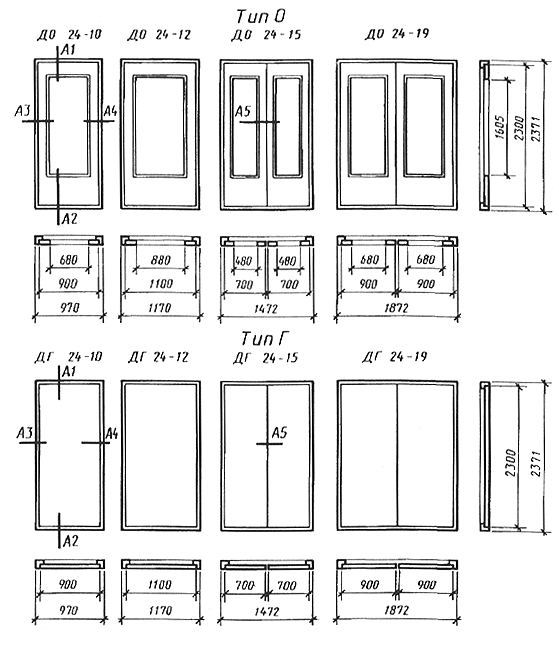 Тип О
ДО 24-10 ДО 24-12 ДО 24-15 ДО 24-19
А1
А3 А4 А5
А2
1605 2300 2371
680 880 480 480 680 680
900 1100 700 700 900 900
970 1170 1472 1872
Тип Г
ДГ 24-10 ДГ 24-12 ДГ 24-15 ДГ 24-19
А1
А3 А4 А5
А2
2300 2371
900 1100 700 700 900 900
970 1170 1472 1872